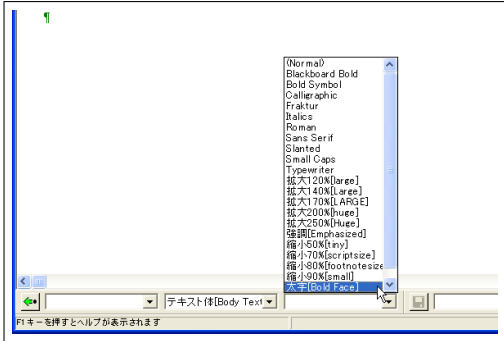 ¶
(Normal)
Blackboard Bold
Bold Symbol
Calligraphic
Fraktur
Italics
Roman
Sans Serif
Slanted
Small Caps
Typewriter
拡大120%[large]
拡大140%[Large]
拡大170%[LARGE]
拡大200%[huge]
拡大250%[Huge]
強調[Emphasized]
縮小50%[tiny]
縮小70%[scriptsize]
縮小80%[footnotesize
縮小90%[small]
太字[Bold Face]
テキスト体[Body Text
F1 キーを押すとヘルプが表示されます